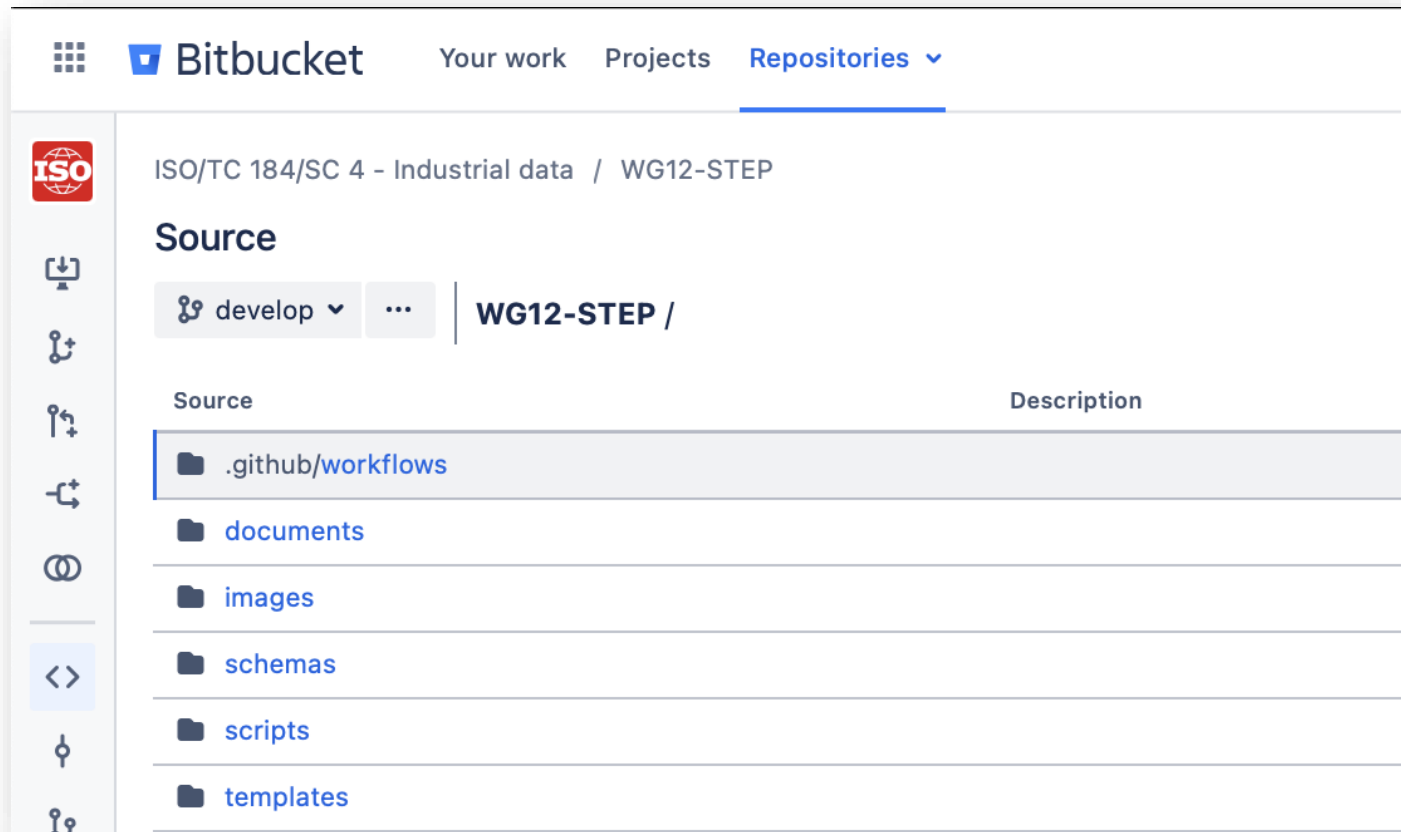 Bitbucket Your work Projects Repositories
ISO
ISO/TC 184/SC 4 - Industrial data / WG12-STEP
Source
develop ··· WG12-STEP /
Source Description
.github/workflows
documents
images
schemas
scripts
templates